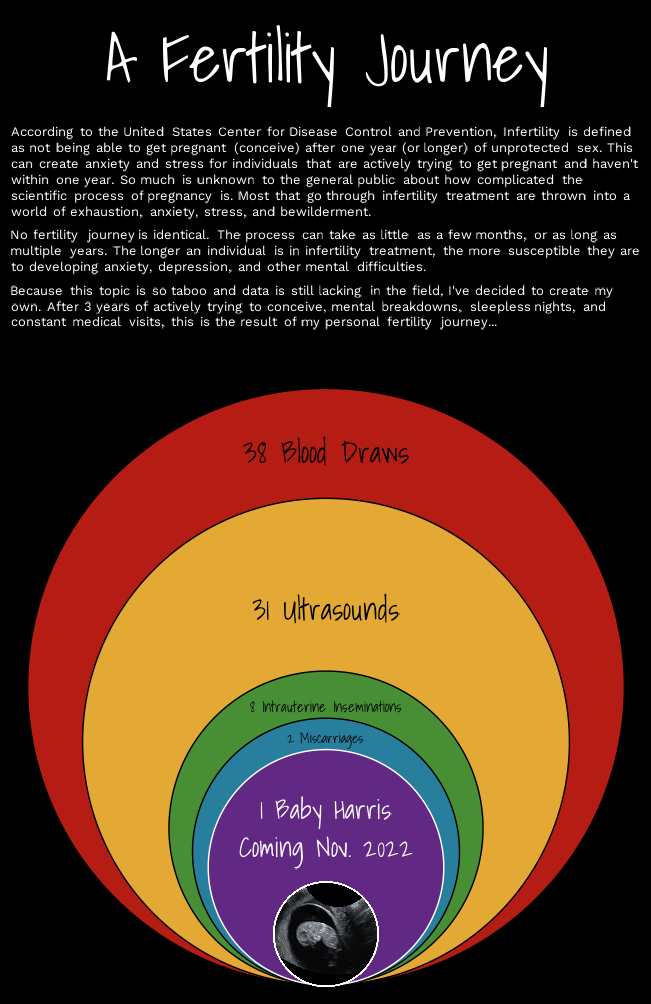 A Fertility Journey
According to the United States Center for Disease Control and Prevention, Infertility is defined
as not being able to get pregnant (conceive) after one year (or longer) of unprotected sex. This
can create anxiety and stress for individuals that are actively trying to get pregnant and haven't
within one year. So much is unknown to the general public about how complicated the
scientific process of pregnancy is. Most that go through infertility treatment are thrown into a
world of exhaustion, anxiety, stress, and bewilderment.
No fertility journey is identical. The process can take as little as a few months, or as long as
multiple years. The longer an individual is in infertility treatment, the more susceptible they are
to developing anxiety, depression, and other mental difficulties.
Because this topic is so taboo and data is still lacking in the field, I've decided to create my
own. After 3 years of actively trying to conceive, mental breakdowns, sleepless nights, and
constant medical visits, this is the result of my personal fertility journey...
38 Blood Draws
31 Ultrasounds
8 Intrauterine Inseminations
2 Miscarriages
1 Baby Harris
Coming Nov. 2022